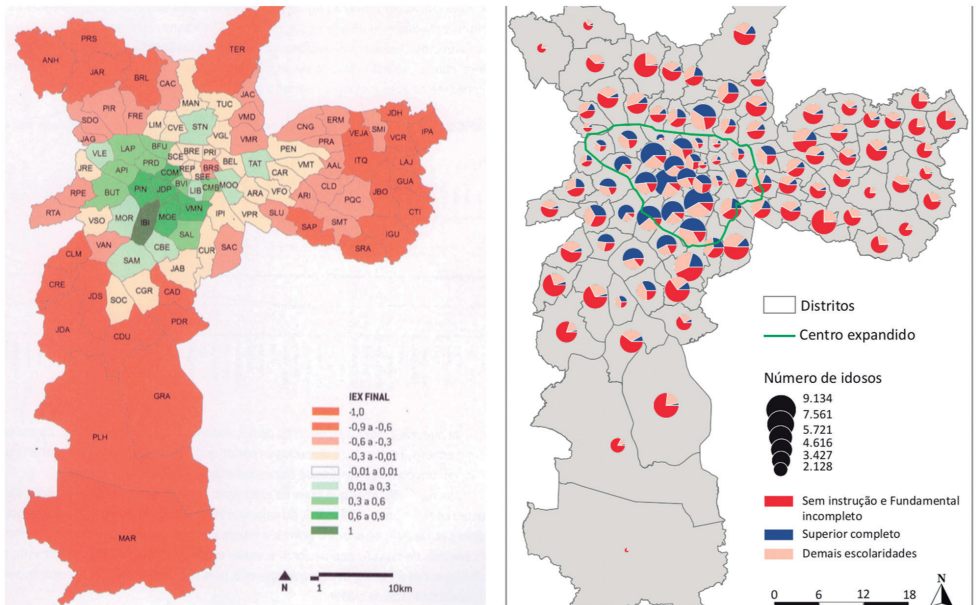 PRS
ANH
JAR
TER
BRL
CAC
MAN
TUC
JAC
PIR
FRE
SDO
LIM
CVE
STN
VMD
VGL
VMR
JAG
CNG
ERM
VEJA
JDH
SMI
VCR
IPA
PRA
PEN
LAP
BFU
VLE
PRD
SCE
BRE
PRI
BEL
TAT
VMT
AAL
ITQ
LAJ
JRE
API
COM
REP
BRS
SEE
CAR
GUA
RPE
BUT
PIN
JDP
BVI
LIB
CMB
MOO
ARA
VFO
ARI
CLD
PQC
JBO
RTA
VSO
MOR
IBI
MOE
VMN
IPI
VPR
SLU
SAP
SMT
CTI
IGU
SRA
SAL
VAN
CBE
SAM
CUR
SAC
JAB
CLM
CRE
JDS
SOC
CGR
CAD
JDA
CDU
PDR
GRA
PLH
MAR
IEX FINAL
-1,0
-0,9 a -0,6
-0,6 a -0,3
-0,3 a -0,01
-0,01 a 0,01
0,01 a 0,3
0,3 a 0,6
0,6 a 0,9
1
N
1
10km
Distritos
Centro expandido
Número de idosos
9.134
7.561
5.721
4.616
3.427
2.128
Sem instrução e Fundamental
incompleto
Superior completo
Demais escolaridades
0 6 12 18
N